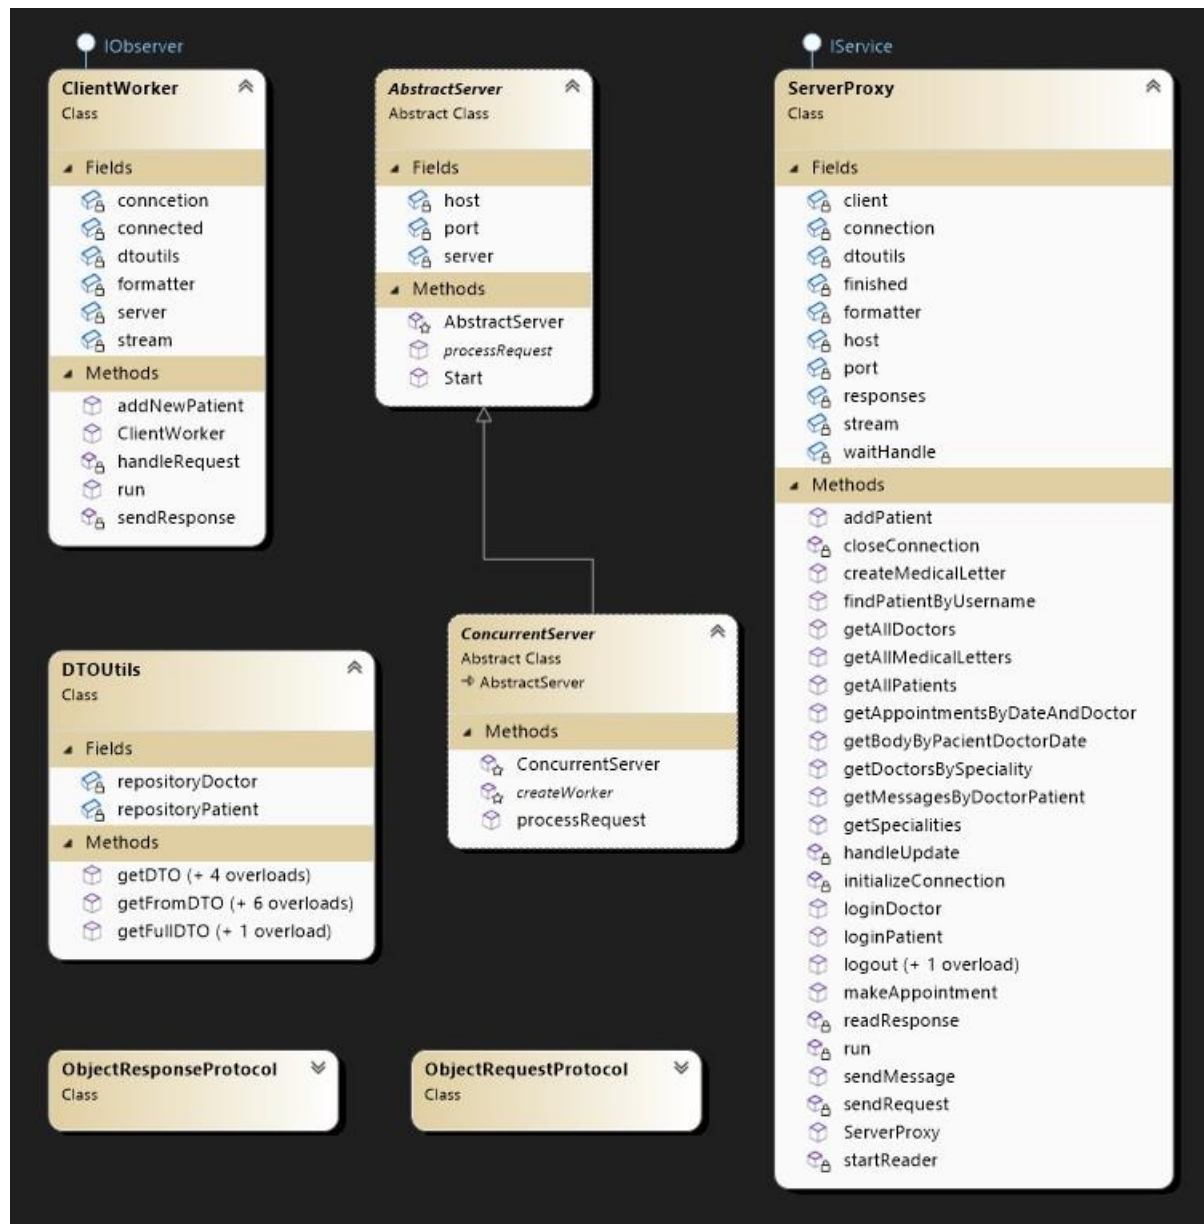 IObserver
ClientWorker
Class
Fields
conncetion
connected
dtoutils
formatter
server
stream
Methods
addNewPatient
ClientWorker
handleRequest
run
sendResponse
AbstractServer
Abstract Class
Fields
host
port
server
Methods
AbstractServer
processRequest
Start
IService
ServerProxy
Class
Fields
client
connection
dtoutils
finished
formatter
host
port
responses
stream
waitHandle
Methods
addPatient
closeConnection
createMedicalLetter
findPatientByUsername
getAllDoctors
getAllMedicalLetters
getAllPatients
getAppointmentsByDateAndDoctor
getBodyByPacientDoctorDate
getDoctorsBySpeciality
getMessagesByDoctorPatient
getSpecialities
handleUpdate
initializeConnection
loginDoctor
loginPatient
logout (+ 1 overload)
makeAppointment
readResponse
run
sendMessage
sendRequest
ServerProxy
startReader
ConcurrentServer
Abstract Class
AbstractServer
Methods
ConcurrentServer
createWorker
processRequest
DTOUtils
Class
Fields
repositoryDoctor
repositoryPatient
Methods
getDTO (+ 4 overloads)
getFromDTO (+ 6 overloads)
getFullDTO (+ 1 overload)
ObjectResponseProtocol
Class
ObjectRequestProtocol
Class